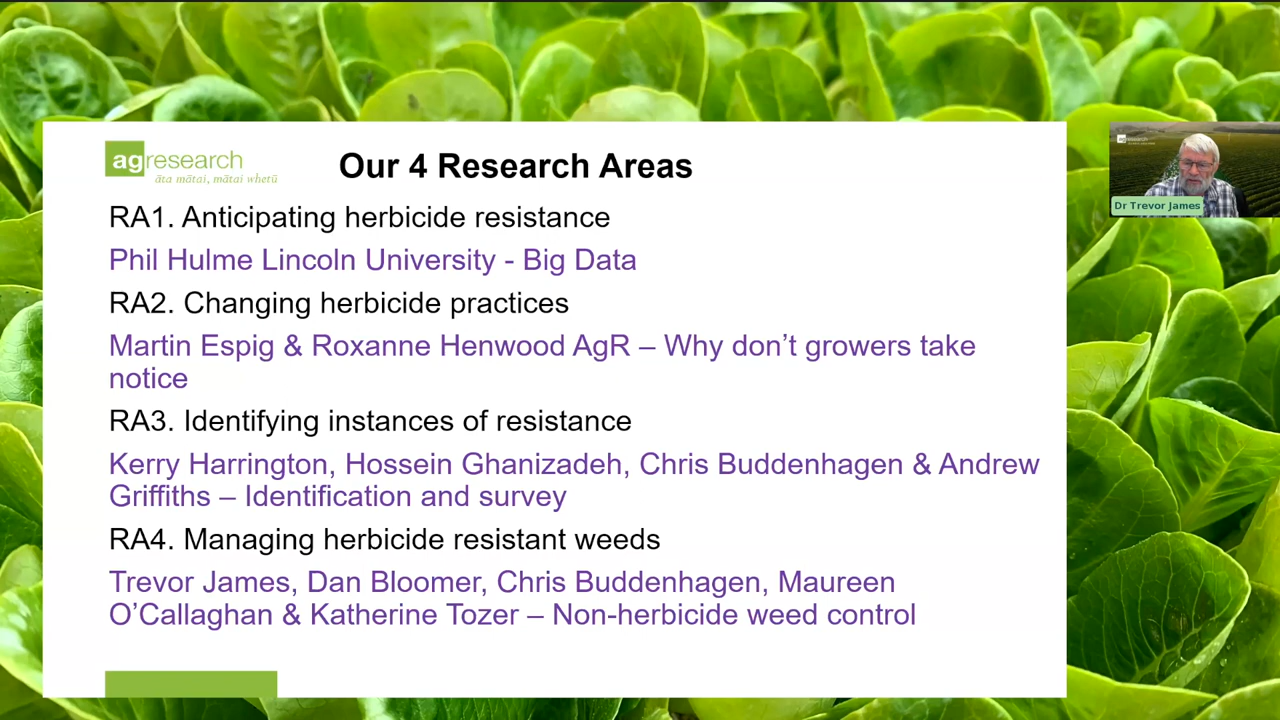 agresearch
āta mātai, mātai whetū
Our 4 Research Areas
RA1. Anticipating herbicide resistance
Phil Hulme Lincoln University - Big Data
RA2. Changing herbicide practices
Martin Espig & Roxanne Henwood AgR – Why don’t growers take
notice
RA3. Identifying instances of resistance
Kerry Harrington, Hossein Ghanizadeh, Chris Buddenhagen & Andrew
Griffiths – Identification and survey
RA4. Managing herbicide resistant weeds
Trevor James, Dan Bloomer, Chris Buddenhagen, Maureen
O’Callaghan & Katherine Tozer – Non-herbicide weed control
Dr Trevor James